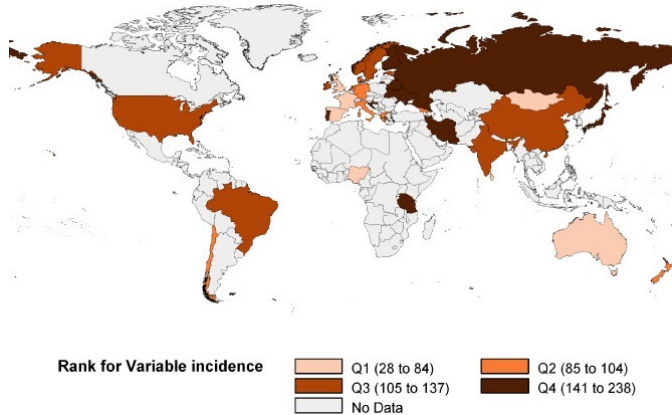 Rank for Variable incidence
Q1 (28 to 84)
Q2 (85 to 104)
Q3 (105 to 137)
Q4 (141 to 238)
No Data